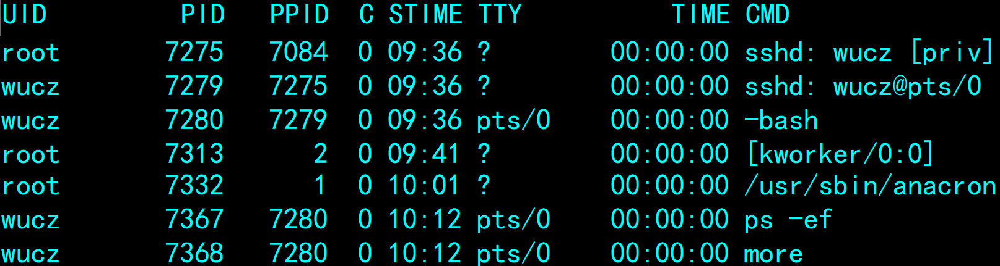 UID         PID   PPID  C STIME TTY          TIME CMD
root       7275   7084  0 09:36 ?        00:00:00 sshd: wucz [priv]
wucz       7279   7275  0 09:36 ?        00:00:00 sshd: wucz@pts/0
wucz       7280   7279  0 09:36 pts/0    00:00:00 -bash
root       7313      2  0 09:41 ?        00:00:00 [kworker/0:0]
root       7332      1  0 10:01 ?        00:00:00 /usr/sbin/anacron
wucz       7367   7280  0 10:12 pts/0    00:00:00 ps -ef
wucz       7368   7280  0 10:12 pts/0    00:00:00 more